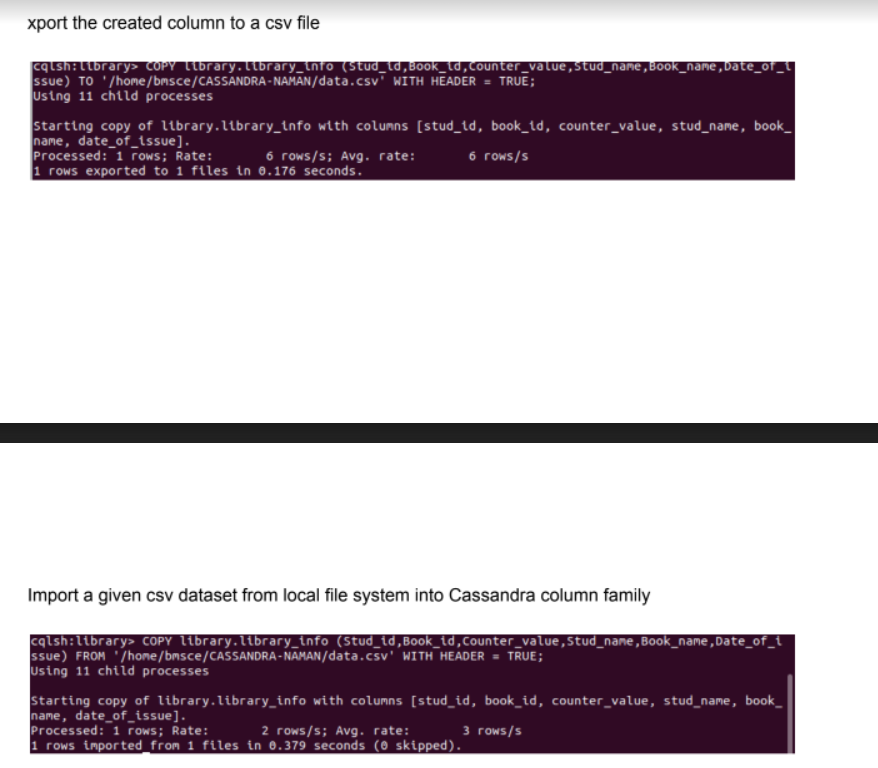 xport the created column to a csv file
cqlsh:library> COPY library.library_info (Stud_id,Book_id,Counter_value,Stud_name,Book_name,Date_of_i
ssue) TO '/home/bmsce/CASSANDRA-NAMAN/data.csv' WITH HEADER = TRUE;
Using 11 child processes
Starting copy of library.library_info with columns [stud_id, book_id, counter_value, stud_name, book_
name, date_of_issue].
Processed: 1 rows; Rate:       6 rows/s; Avg. rate:       6 rows/s
1 rows exported to 1 files in 0.176 seconds.
Import a given csv dataset from local file system into Cassandra column family
cqlsh:library> COPY library.library_info (Stud_id,Book_id,Counter_value,Stud_name,Book_name,Date_of_i
ssue) FROM '/home/bmsce/CASSANDRA-NAMAN/data.csv' WITH HEADER = TRUE;
Using 11 child processes
Starting copy of library.library_info with columns [stud_id, book_id, counter_value, stud_name, book_
name, date_of_issue].
Processed: 1 rows; Rate:       2 rows/s; Avg. rate:       3 rows/s
1 rows imported from 1 files in 0.379 seconds (0 skipped).